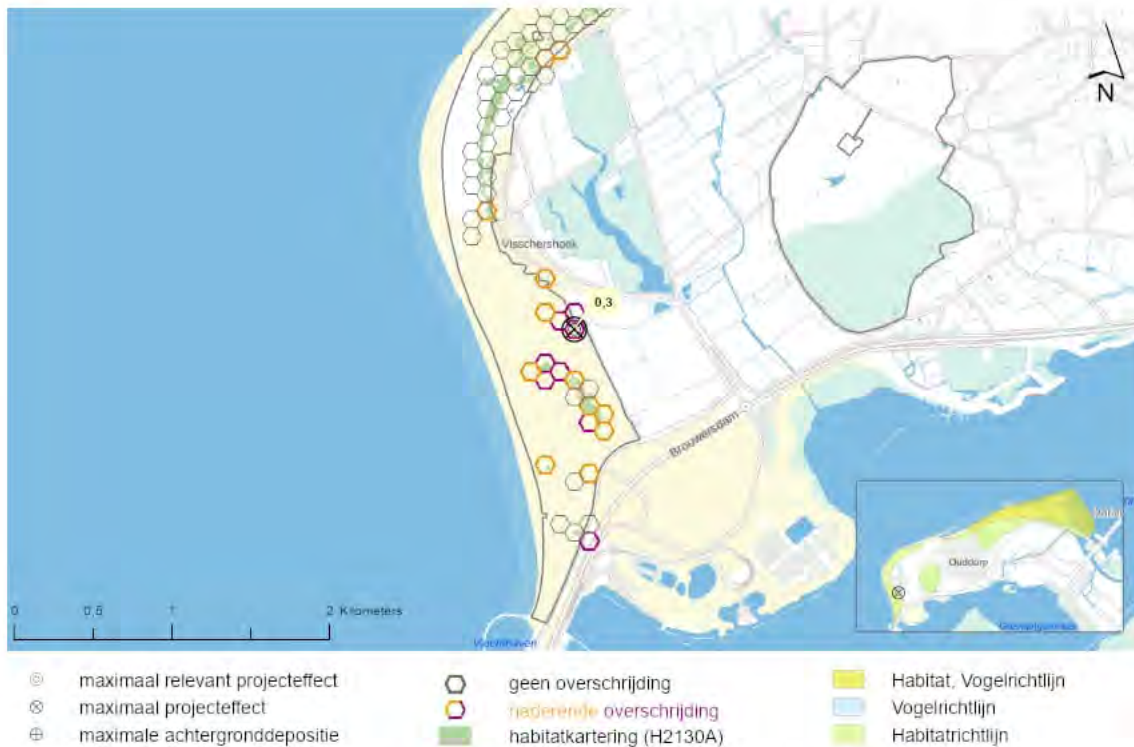 N
Visschershoek
0,3
Brouwersdam
Ouddorp
0 0,5 1 2 Kilometers
maximaal relevant projecteffect
maximaal projecteffect
maximale achtergronddepositie
geen overschrijding
naderende overschrijding
habitatkartering (H2130A)
Habitat, Vogelrichtlijn
Vogelrichtlijn
Habitatrichtlijn